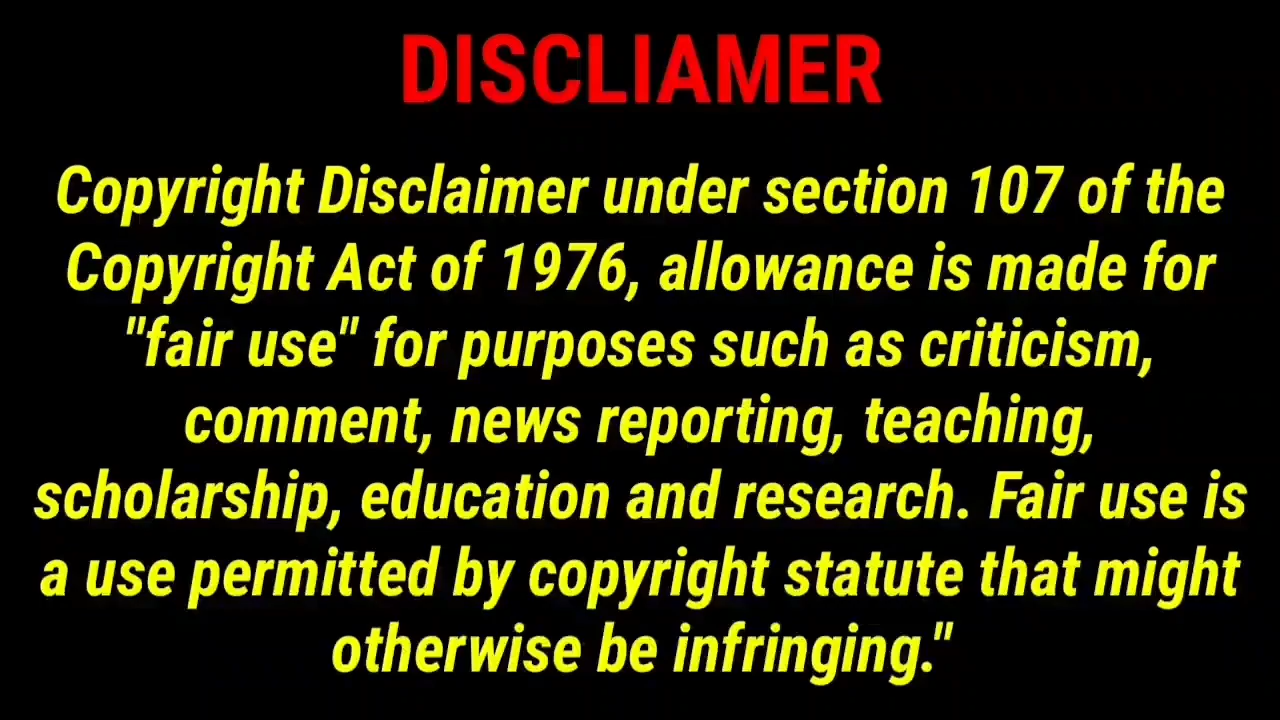 DISCLIAMER
Copyright Disclaimer under section 107 of the
Copyright Act of 1976, allowance is made for
"fair use" for purposes such as criticism,
comment, news reporting, teaching,
scholarship, education and research. Fair use is
a use permitted by copyright statute that might
otherwise be infringing."